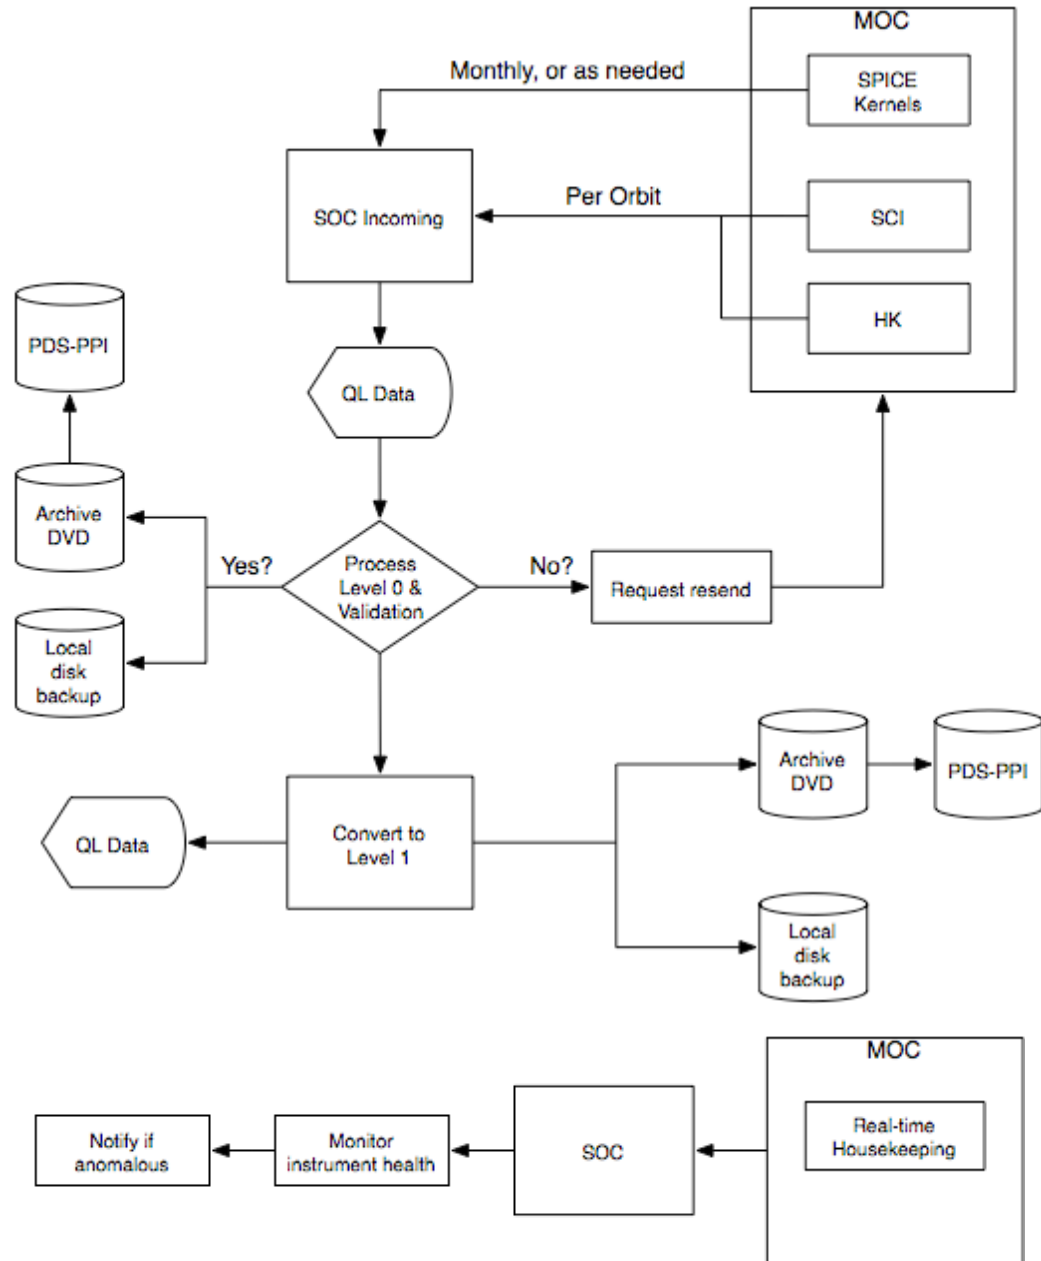 MOC
Monthly, or as needed
SPICE
Kernels
SOC Incoming
Per Orbit
SCI
HK
PDS-PPI
QL Data
Archive
DVD
Yes?
Process
Level 0 &
Validation
No?
Request resend
Local
disk
backup
Archive
DVD
PDS-PPI
QL Data
Convert to
Level 1
Local
disk
backup
MOC
Notify if
anomalous
Monitor
instrument health
SOC
Real-time
Housekeeping